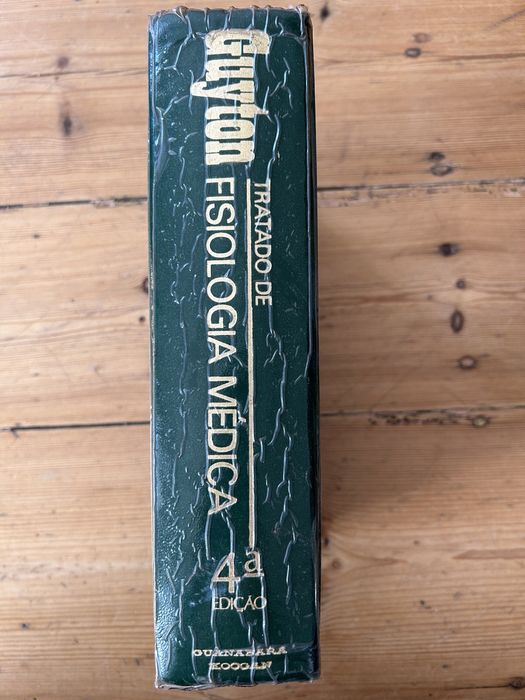 Guyton
TRATADO DE
FISIOLOGIA MÉDICA
4ª
EDIÇÃO
GUANABARA
KOOGAN